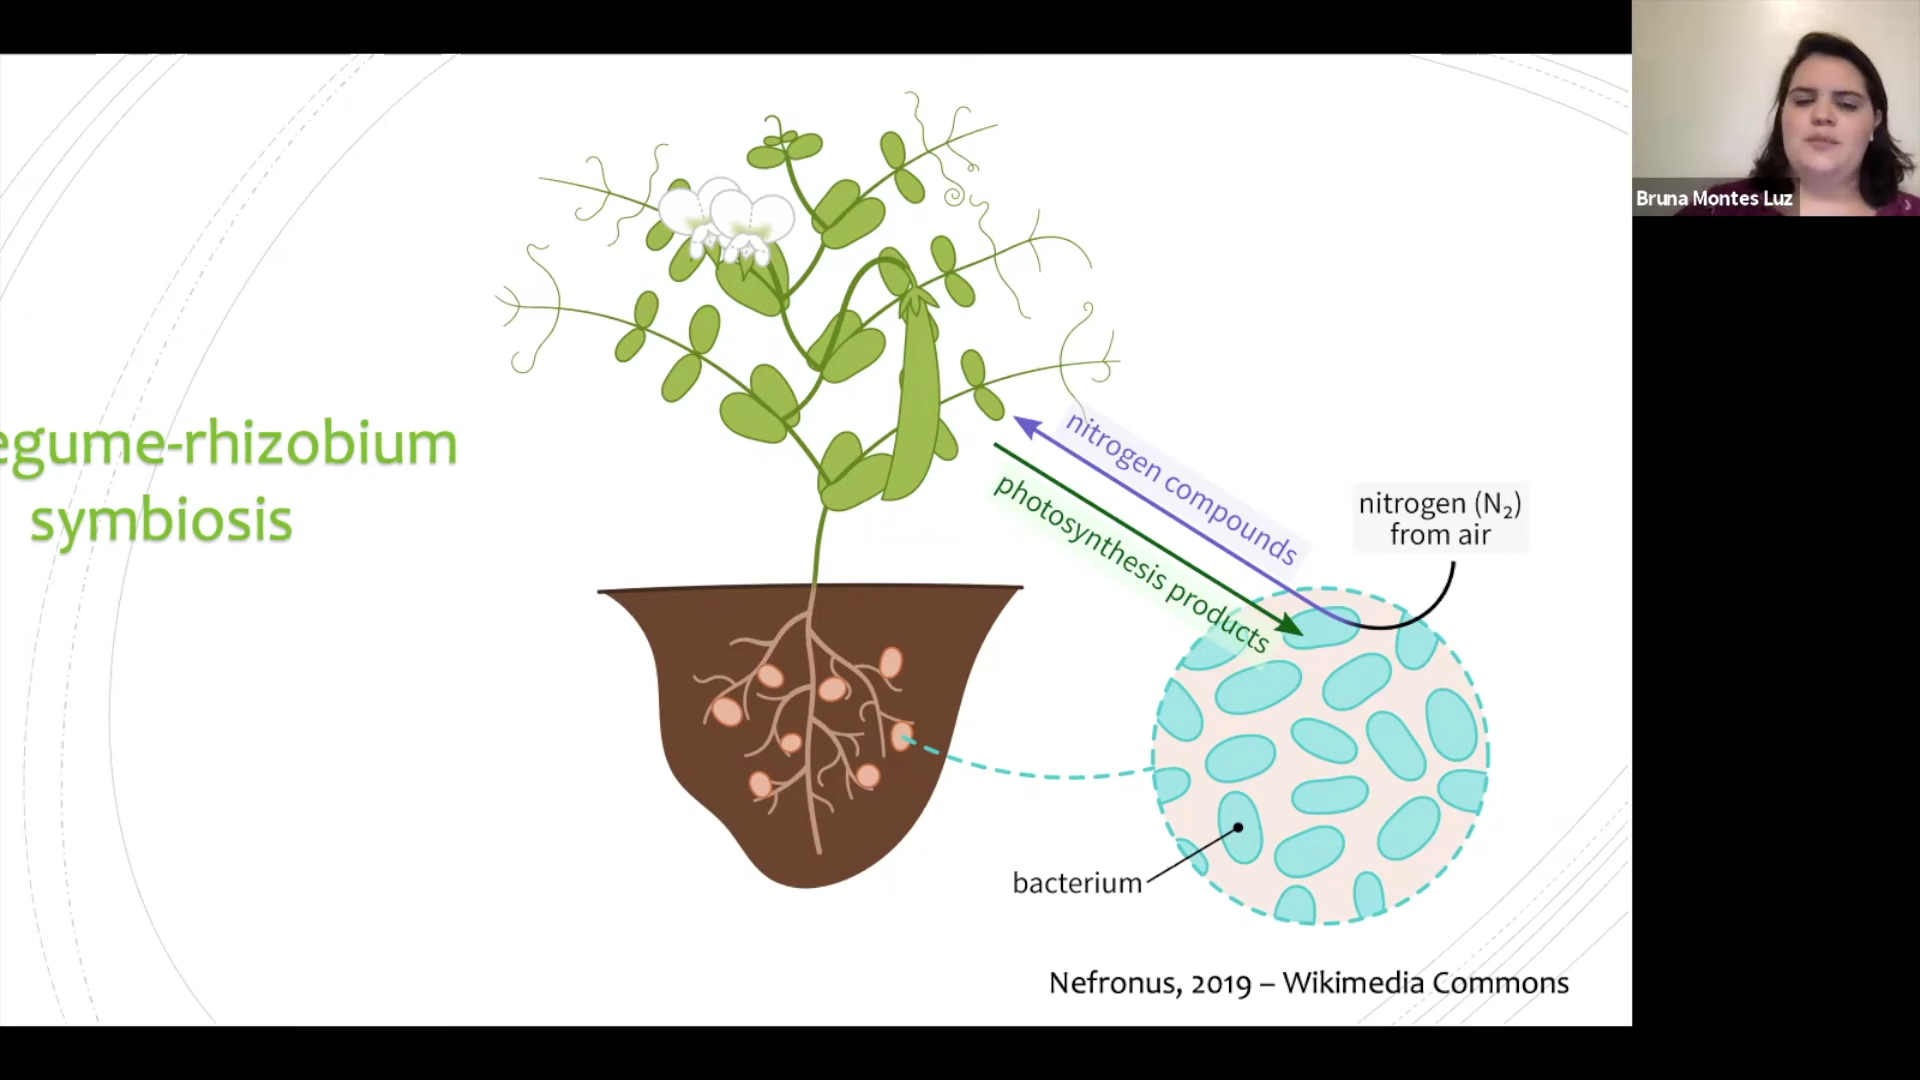 egume-rhizobium
symbiosis
nitrogen compounds
photosynthesis products
nitrogen (N₂)
from air
bacterium
Nefronus, 2019 – Wikimedia Commons
Bruna Montes Luz